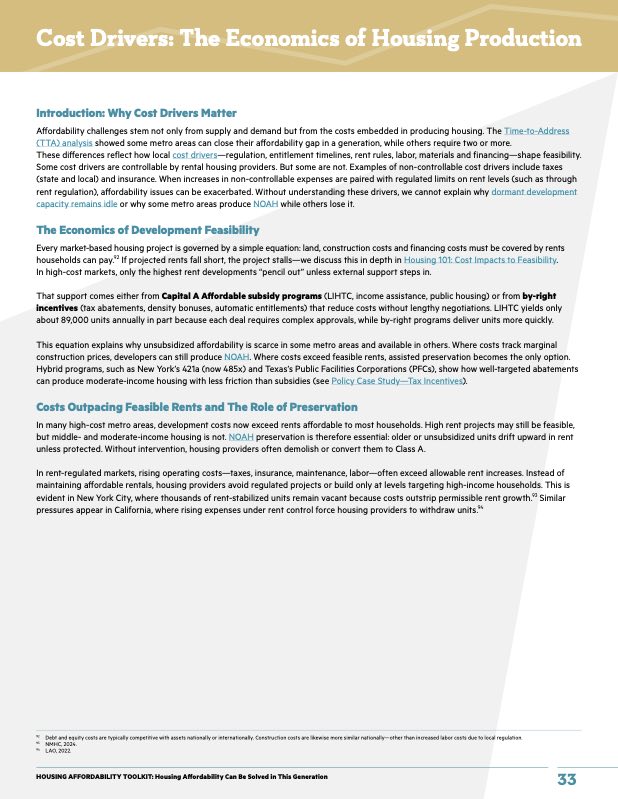 Cost Drivers: The Economics of Housing Production
Introduction: Why Cost Drivers Matter
Affordability challenges stem not only from supply and demand but from the costs embedded in producing housing. The Time-to-Address
(TTA) analysis showed some metro areas can close their affordability gap in a generation, while others require two or more.
These differences reflect how local cost drivers—regulation, entitlement timelines, rent rules, labor, materials and financing—shape feasibility.
Some cost drivers are controllable by rental housing providers. But some are not. Examples of non-controllable cost drivers include taxes
(state and local) and insurance. When increases in non-controllable expenses are paired with regulated limits on rent levels (such as through
rent regulation), affordability issues can be exacerbated. Without understanding these drivers, we cannot explain why dormant development
capacity remains idle or why some metro areas produce NOAH while others lose it.
The Economics of Development Feasibility
Every market-based housing project is governed by a simple equation: land, construction costs and financing costs must be covered by rents
households can pay.92 If projected rents fall short, the project stalls—we discuss this in depth in Housing 101: Cost Impacts to Feasibility.
In high-cost markets, only the highest rent developments “pencil out” unless external support steps in.
That support comes either from Capital A Affordable subsidy programs (LIHTC, income assistance, public housing) or from by-right
incentives (tax abatements, density bonuses, automatic entitlements) that reduce costs without lengthy negotiations. LIHTC yields only
about 89,000 units annually in part because each deal requires complex approvals, while by-right programs deliver units more quickly.
This equation explains why unsubsidized affordability is scarce in some metro areas and available in others. Where costs track marginal
construction prices, developers can still produce NOAH. Where costs exceed feasible rents, assisted preservation becomes the only option.
Hybrid programs, such as New York’s 421a (now 485x) and Texas’s Public Facilities Corporations (PFCs), show how well-targeted abatements
can produce moderate-income housing with less friction than subsidies (see Policy Case Study—Tax Incentives).
Costs Outpacing Feasible Rents and The Role of Preservation
In many high-cost metro areas, development costs now exceed rents affordable to most households. High rent projects may still be feasible,
but middle- and moderate-income housing is not. NOAH preservation is therefore essential: older or unsubsidized units drift upward in rent
unless protected. Without intervention, housing providers often demolish or convert them to Class A.
In rent-regulated markets, rising operating costs—taxes, insurance, maintenance, labor—often exceed allowable rent increases. Instead of
maintaining affordable rentals, housing providers avoid regulated projects or build only at levels targeting high-income households. This is
evident in New York City, where thousands of rent-stabilized units remain vacant because costs outstrip permissible rent growth.93 Similar
pressures appear in California, where rising expenses under rent control force housing providers to withdraw units.94
92 Debt and equity costs are typically competitive with assets nationally or internationally. Construction costs are likewise more similar nationally—other than increased labor costs due to local regulation.
93 NMHC, 2024.
94 LAO, 2022.
HOUSING AFFORDABILITY TOOLKIT: Housing Affordability Can Be Solved in This Generation
33